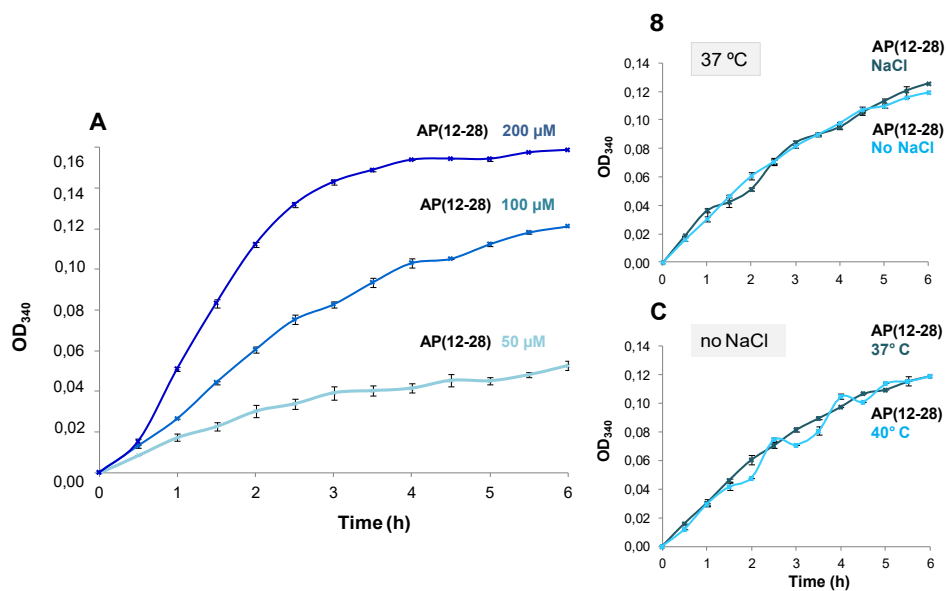 A
AP(12-28) 200 µM
AP(12-28) 100 µM
AP(12-28) 50 µM
OD340
0,16
0,12
0,10
0,08
0,06
0,04
0,02
0,00
0 1 2 3 4 5 6
Time (h)
8
37 ºC
AP(12-28)
NaCl
AP(12-28)
No NaCl
OD340
0,14
0,12
0,10
0,08
0,06
0,04
0,02
0,00
0 1 2 3 4 5 6
C
no NaCl
AP(12-28)
37° C
AP(12-28)
40° C
OD340
0,14
0,12
0,10
0,08
0,06
0,04
0,02
0,00
0 1 2 3 4 5 6
Time (h)